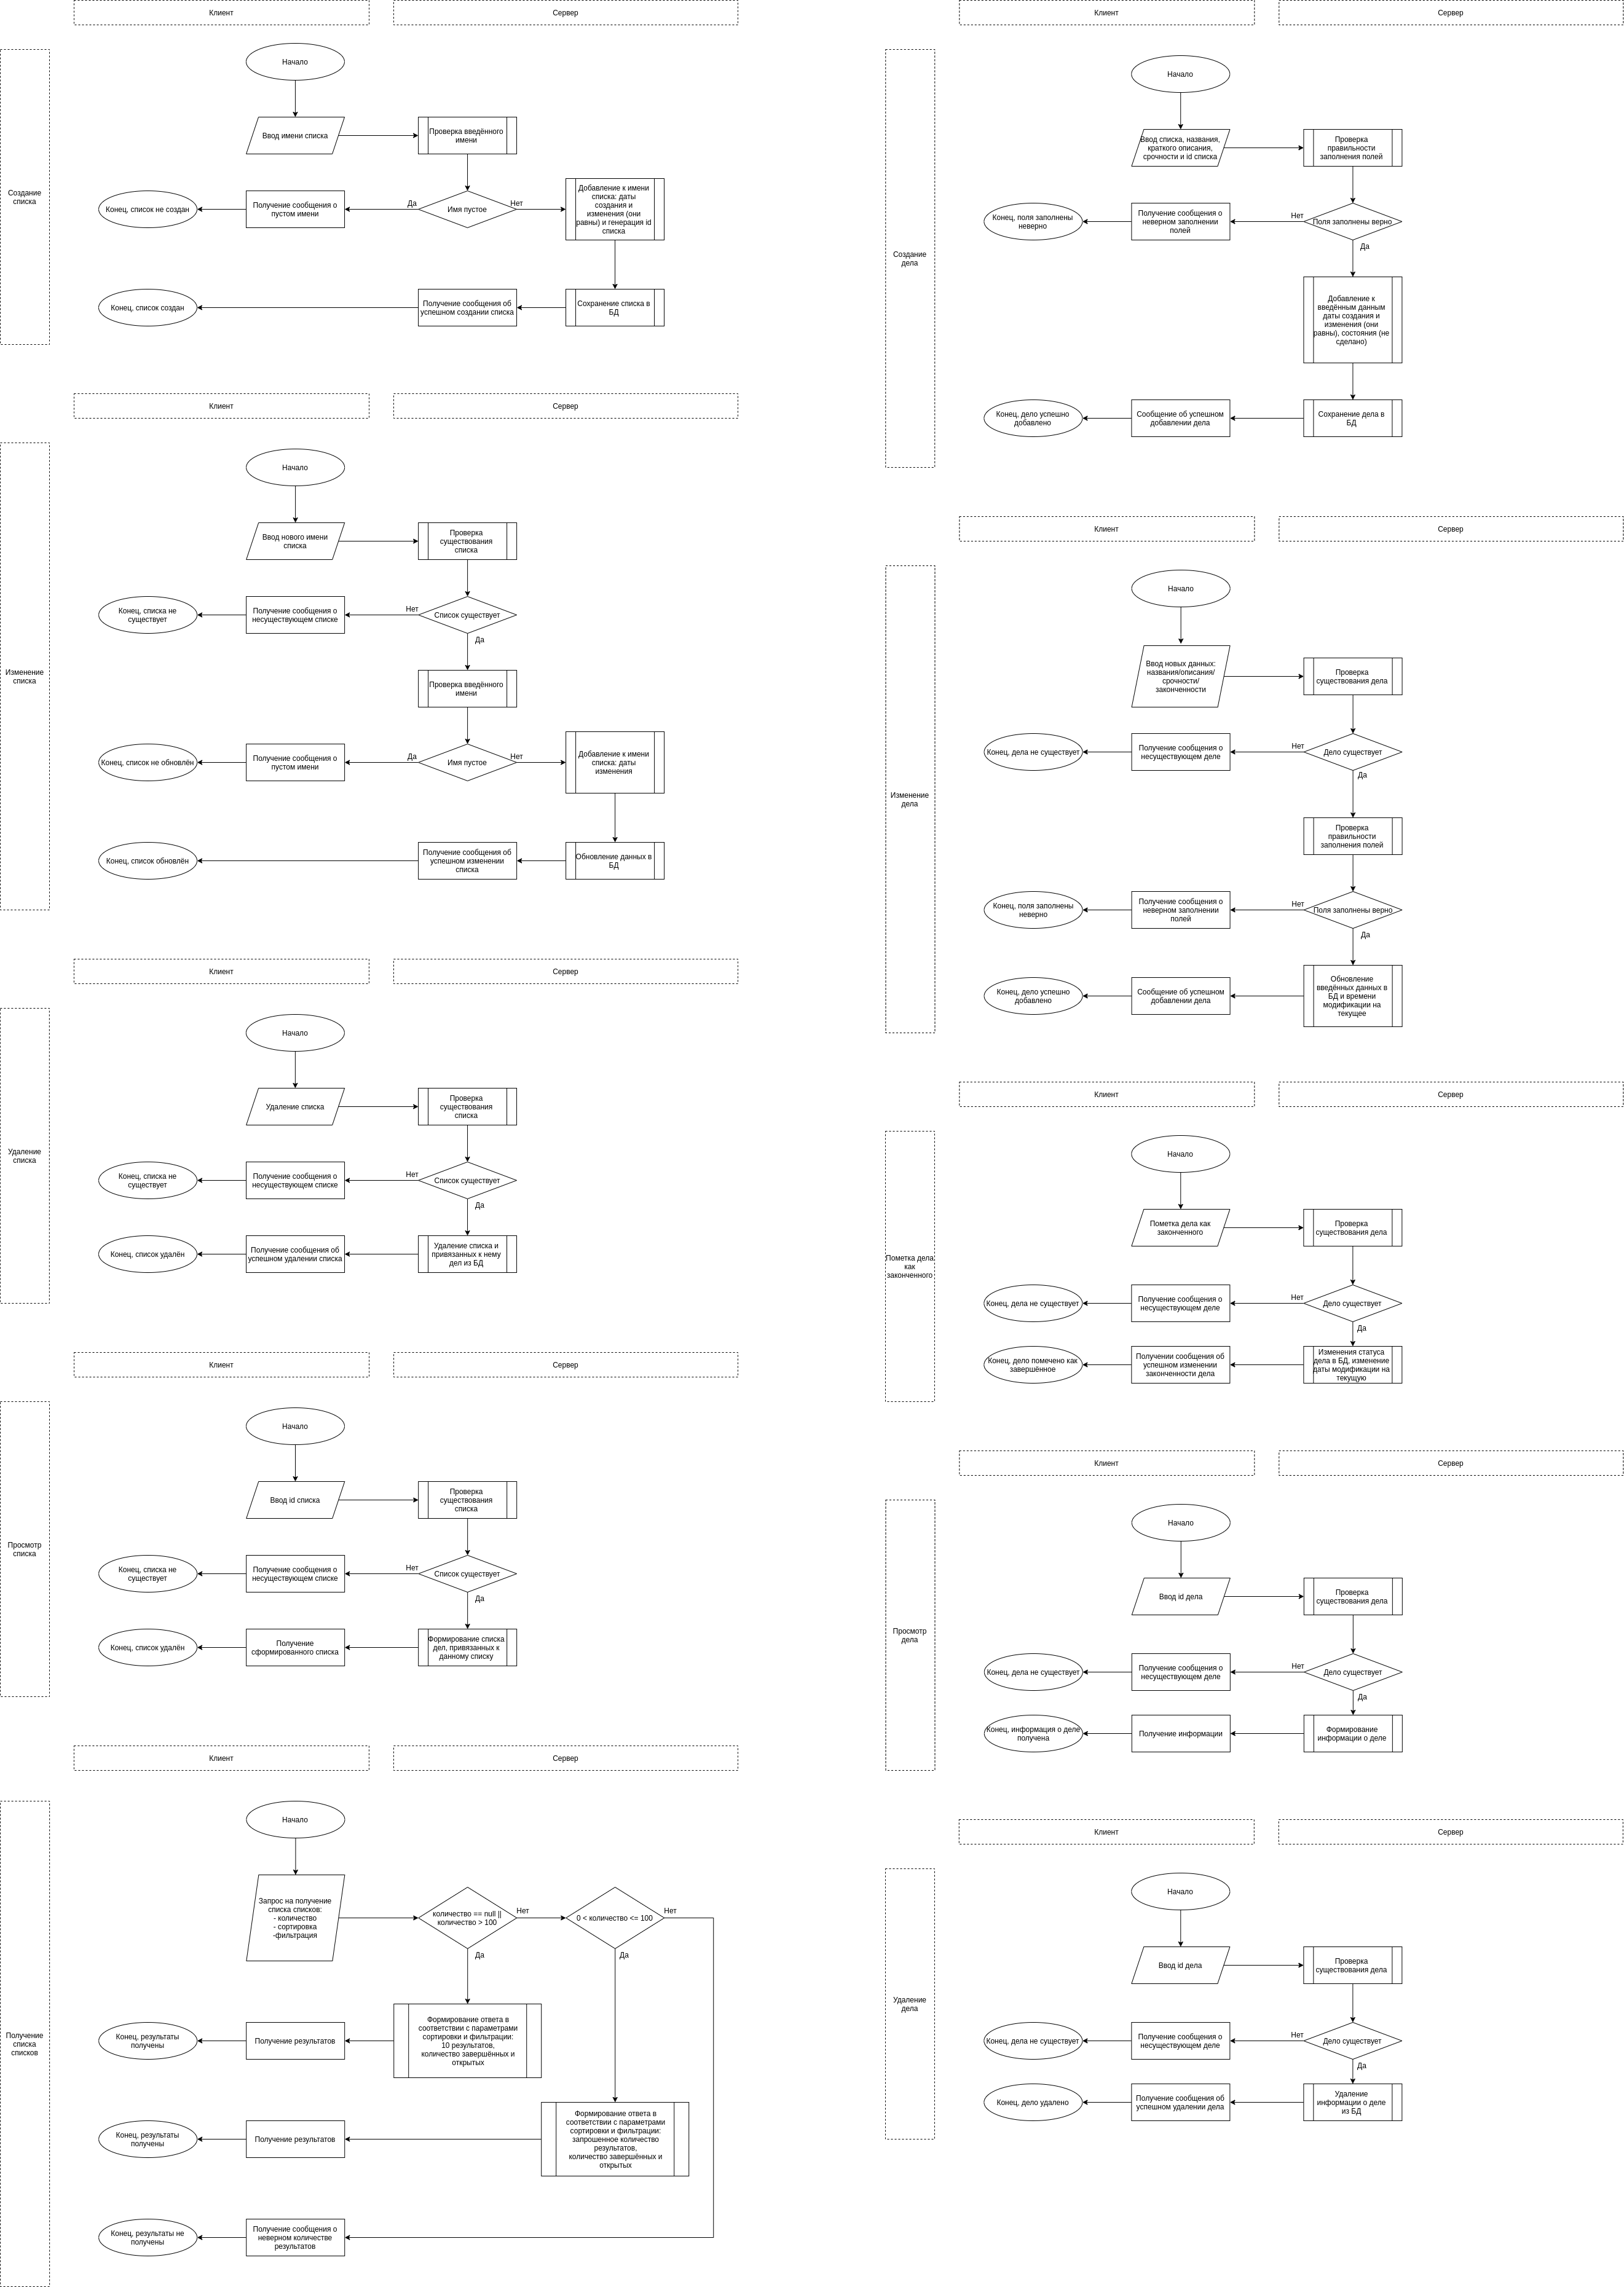 Клиент
Сервер
Создание
списка
Начало
Ввод имени списка
Проверка введённого
имени
Имя пустое
Да
Нет
Получение сообщения о
пустом имени
Конец, список не создан
Добавление к имени
списка: даты
создания и
изменения (они
равны) и генерация id
списка
Сохранение списка в
БД
Получение сообщения об
успешном создании списка
Конец, список создан
Клиент
Сервер
Изменение
списка
Начало
Ввод нового имени
списка
Проверка
существования
списка
Список существует
Нет
Да
Получение сообщения о
несуществующем списке
Конец, списка не
существует
Проверка введённого
имени
Имя пустое
Да
Нет
Получение сообщения о
пустом имени
Конец, список не обновлён
Добавление к имени
списка: даты
изменения
Обновление данных в
БД
Получение сообщения об
успешном изменении
списка
Конец, список обновлён
Клиент
Сервер
Удаление
списка
Начало
Удаление списка
Проверка
существования
списка
Список существует
Нет
Да
Получение сообщения о
несуществующем списке
Конец, списка не
существует
Удаление списка и
привязанных к нему
дел из БД
Получение сообщения об
успешном удалении списка
Конец, список удалён
Клиент
Сервер
Просмотр
списка
Начало
Ввод id списка
Проверка
существования
списка
Список существует
Нет
Да
Получение сообщения о
несуществующем списке
Конец, списка не
существует
Формирование списка
дел, привязанных к
данному списку
Получение
сформированного списка
Конец, список удалён
Клиент
Сервер
Получение
списка
списков
Начало
Запрос на получение
списка списков:
- количество
- сортировка
-фильтрация
количество == null ||
количество > 100
Нет
Да
0 < количество <= 100
Нет
Да
Формирование ответа в
соответствии с параметрами
сортировки и фильтрации:
10 результатов,
количество завершённых и
открытых
Получение результатов
Конец, результаты
получены
Формирование ответа в
соответствии с параметрами
сортировки и фильтрации:
запрошенное количество
результатов,
количество завершённых и
открытых
Получение результатов
Конец, результаты
получены
Получение сообщения о
неверном количестве
результатов
Конец, результаты не
получены
Клиент
Сервер
Создание
дела
Начало
Ввод списка, названия,
краткого описания,
срочности и id списка
Проверка
правильности
заполнения полей
Поля заполнены верно
Нет
Да
Получение сообщения о
неверном заполнении
полей
Конец, поля заполнены
неверно
Добавление к
введённым данным
даты создания и
изменения (они
равны), состояния (не
сделано)
Сохранение дела в
БД
Сообщение об успешном
добавлении дела
Конец, дело успешно
добавлено
Клиент
Сервер
Изменение
дела
Начало
Ввод новых данных:
названия/описания/
срочности/
законченности
Проверка
существования дела
Дело существует
Нет
Да
Получение сообщения о
несуществующем деле
Конец, дела не существует
Проверка
правильности
заполнения полей
Поля заполнены верно
Нет
Да
Получение сообщения о
неверном заполнении
полей
Конец, поля заполнены
неверно
Обновление
введённых данных в
БД и времени
модификации на
текущее
Сообщение об успешном
добавлении дела
Конец, дело успешно
добавлено
Клиент
Сервер
Пометка дела
как
законченного
Начало
Пометка дела как
законченного
Проверка
существования дела
Дело существует
Нет
Да
Получение сообщения о
несуществующем деле
Конец, дела не существует
Изменения статуса
дела в БД, изменение
даты модификации на
текущую
Получении сообщения об
успешном изменении
законченности дела
Конец, дело помечено как
завершённое
Клиент
Сервер
Просмотр
дела
Начало
Ввод id дела
Проверка
существования дела
Дело существует
Нет
Да
Получение сообщения о
несуществующем деле
Конец, дела не существует
Формирование
информации о деле
Получение информации
Конец, информация о деле
получена
Клиент
Сервер
Удаление
дела
Начало
Ввод id дела
Проверка
существования дела
Дело существует
Нет
Да
Получение сообщения о
несуществующем деле
Конец, дела не существует
Удаление
информации о деле
из БД
Получение сообщения об
успешном удалении дела
Конец, дело удалено